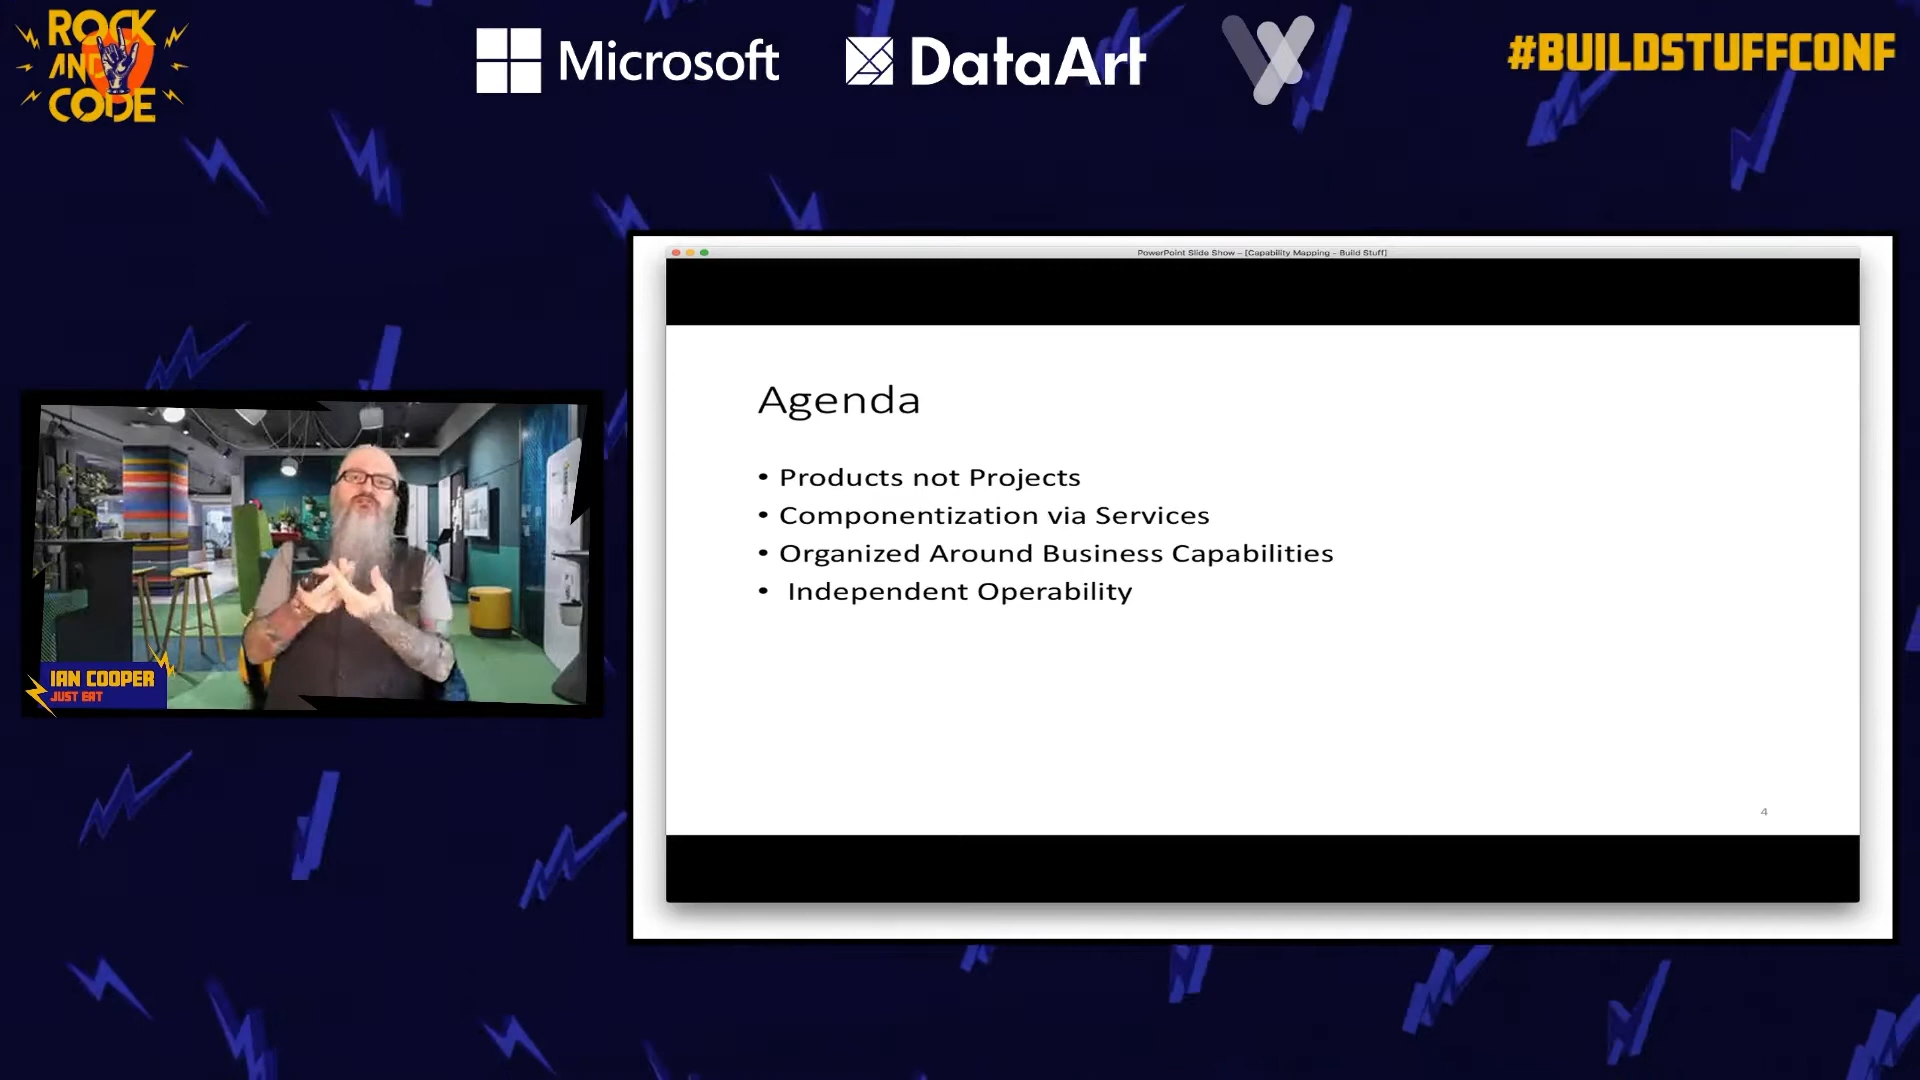 ROCK
AND
CODE
Microsoft
DataArt
#BUILDSTUFFCONF
PowerPoint Slide Show – [Capability Mapping – Build Stuff]
Agenda
• Products not Projects
• Componentization via Services
• Organized Around Business Capabilities
• Independent Operability
4
IAN COOPER
JUST EAT